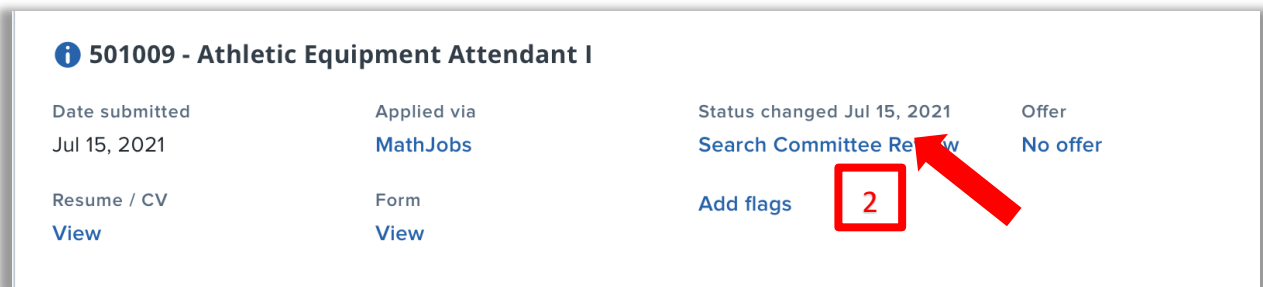 501009 - Athletic Equipment Attendant I
Date submitted
Jul 15, 2021
Applied via
MathJobs
Status changed Jul 15, 2021
Search Committee Review
Offer
No offer
Resume / CV
View
Form
View
Add flags
2